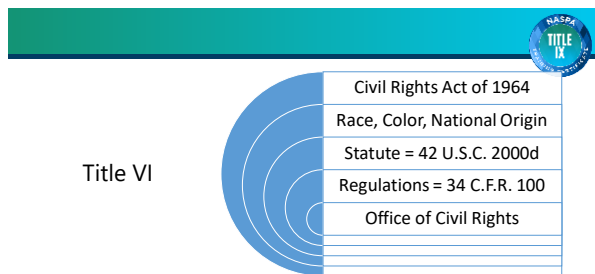 NASPA
TITLE
IX
Civil Rights Act of 1964
Race, Color, National Origin
Statute = 42 U.S.C. 2000d
Title VI
Regulations = 34 C.F.R. 100
Office of Civil Rights